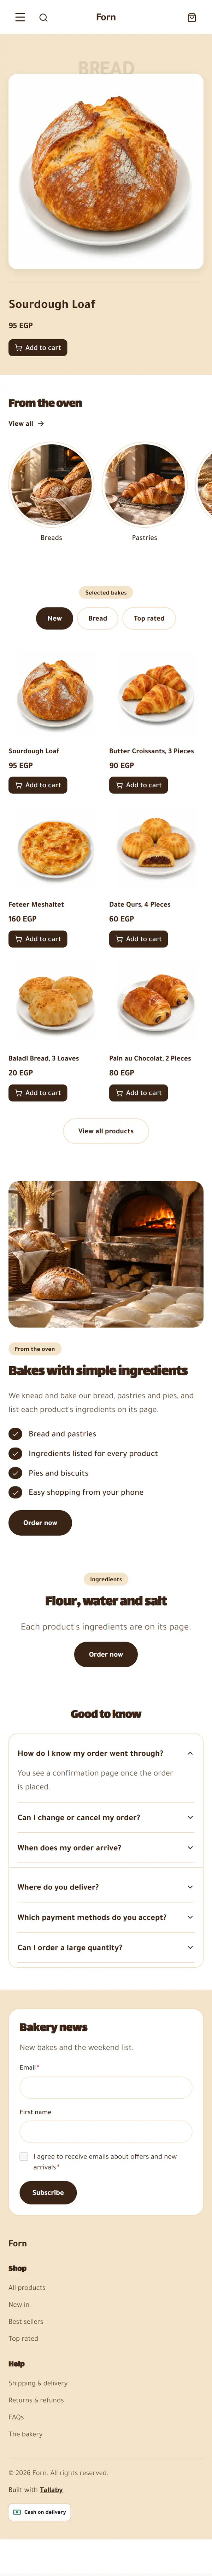 Forn
BREAD
Sourdough Loaf
95 EGP
Add to cart
From the oven
View all
Breads
Pastries
Selected bakes
New
Bread
Top rated
Sourdough Loaf
95 EGP
Add to cart
Butter Croissants, 3 Pieces
90 EGP
Add to cart
Feteer Meshaltet
160 EGP
Add to cart
Date Qurs, 4 Pieces
60 EGP
Add to cart
Baladi Bread, 3 Loaves
20 EGP
Add to cart
Pain au Chocolat, 2 Pieces
80 EGP
Add to cart
View all products
From the oven
Bakes with simple ingredients
We knead and bake our bread, pastries and pies, and
list each product's ingredients on its page.
Bread and pastries
Ingredients listed for every product
Pies and biscuits
Easy shopping from your phone
Order now
Ingredients
Flour, water and salt
Each product's ingredients are on its page.
Order now
Good to know
How do I know my order went through?
You see a confirmation page once the order
is placed.
Can I change or cancel my order?
When does my order arrive?
Where do you deliver?
Which payment methods do you accept?
Can I order a large quantity?
Bakery news
New bakes and the weekend list.
Email*
First name
I agree to receive emails about offers and new
arrivals*
Subscribe
Forn
Shop
All products
New in
Best sellers
Top rated
Help
Shipping & delivery
Returns & refunds
FAQs
The bakery
© 2026 Forn. All rights reserved.
Built with Tallaby
Cash on delivery